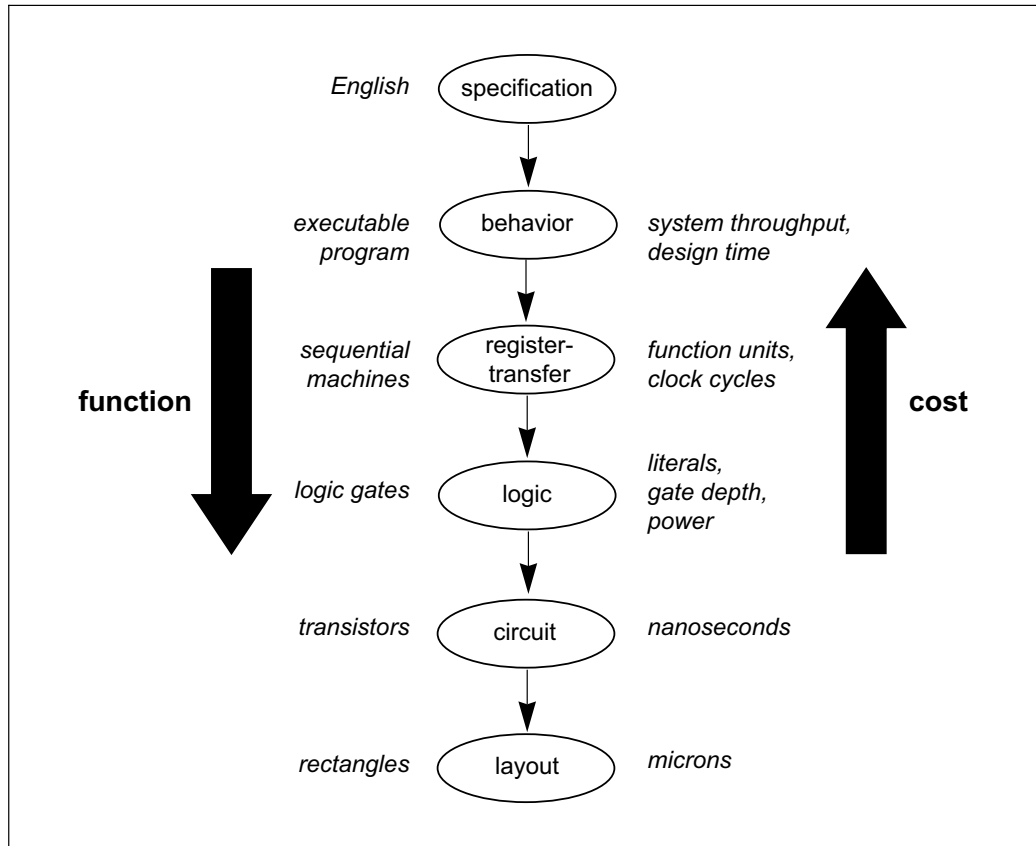 English
specification
executable
program
behavior
system throughput,
design time
sequential
machines
register-
transfer
function units,
clock cycles
function
cost
logic gates
logic
literals,
gate depth,
power
transistors
circuit
nanoseconds
rectangles
layout
microns